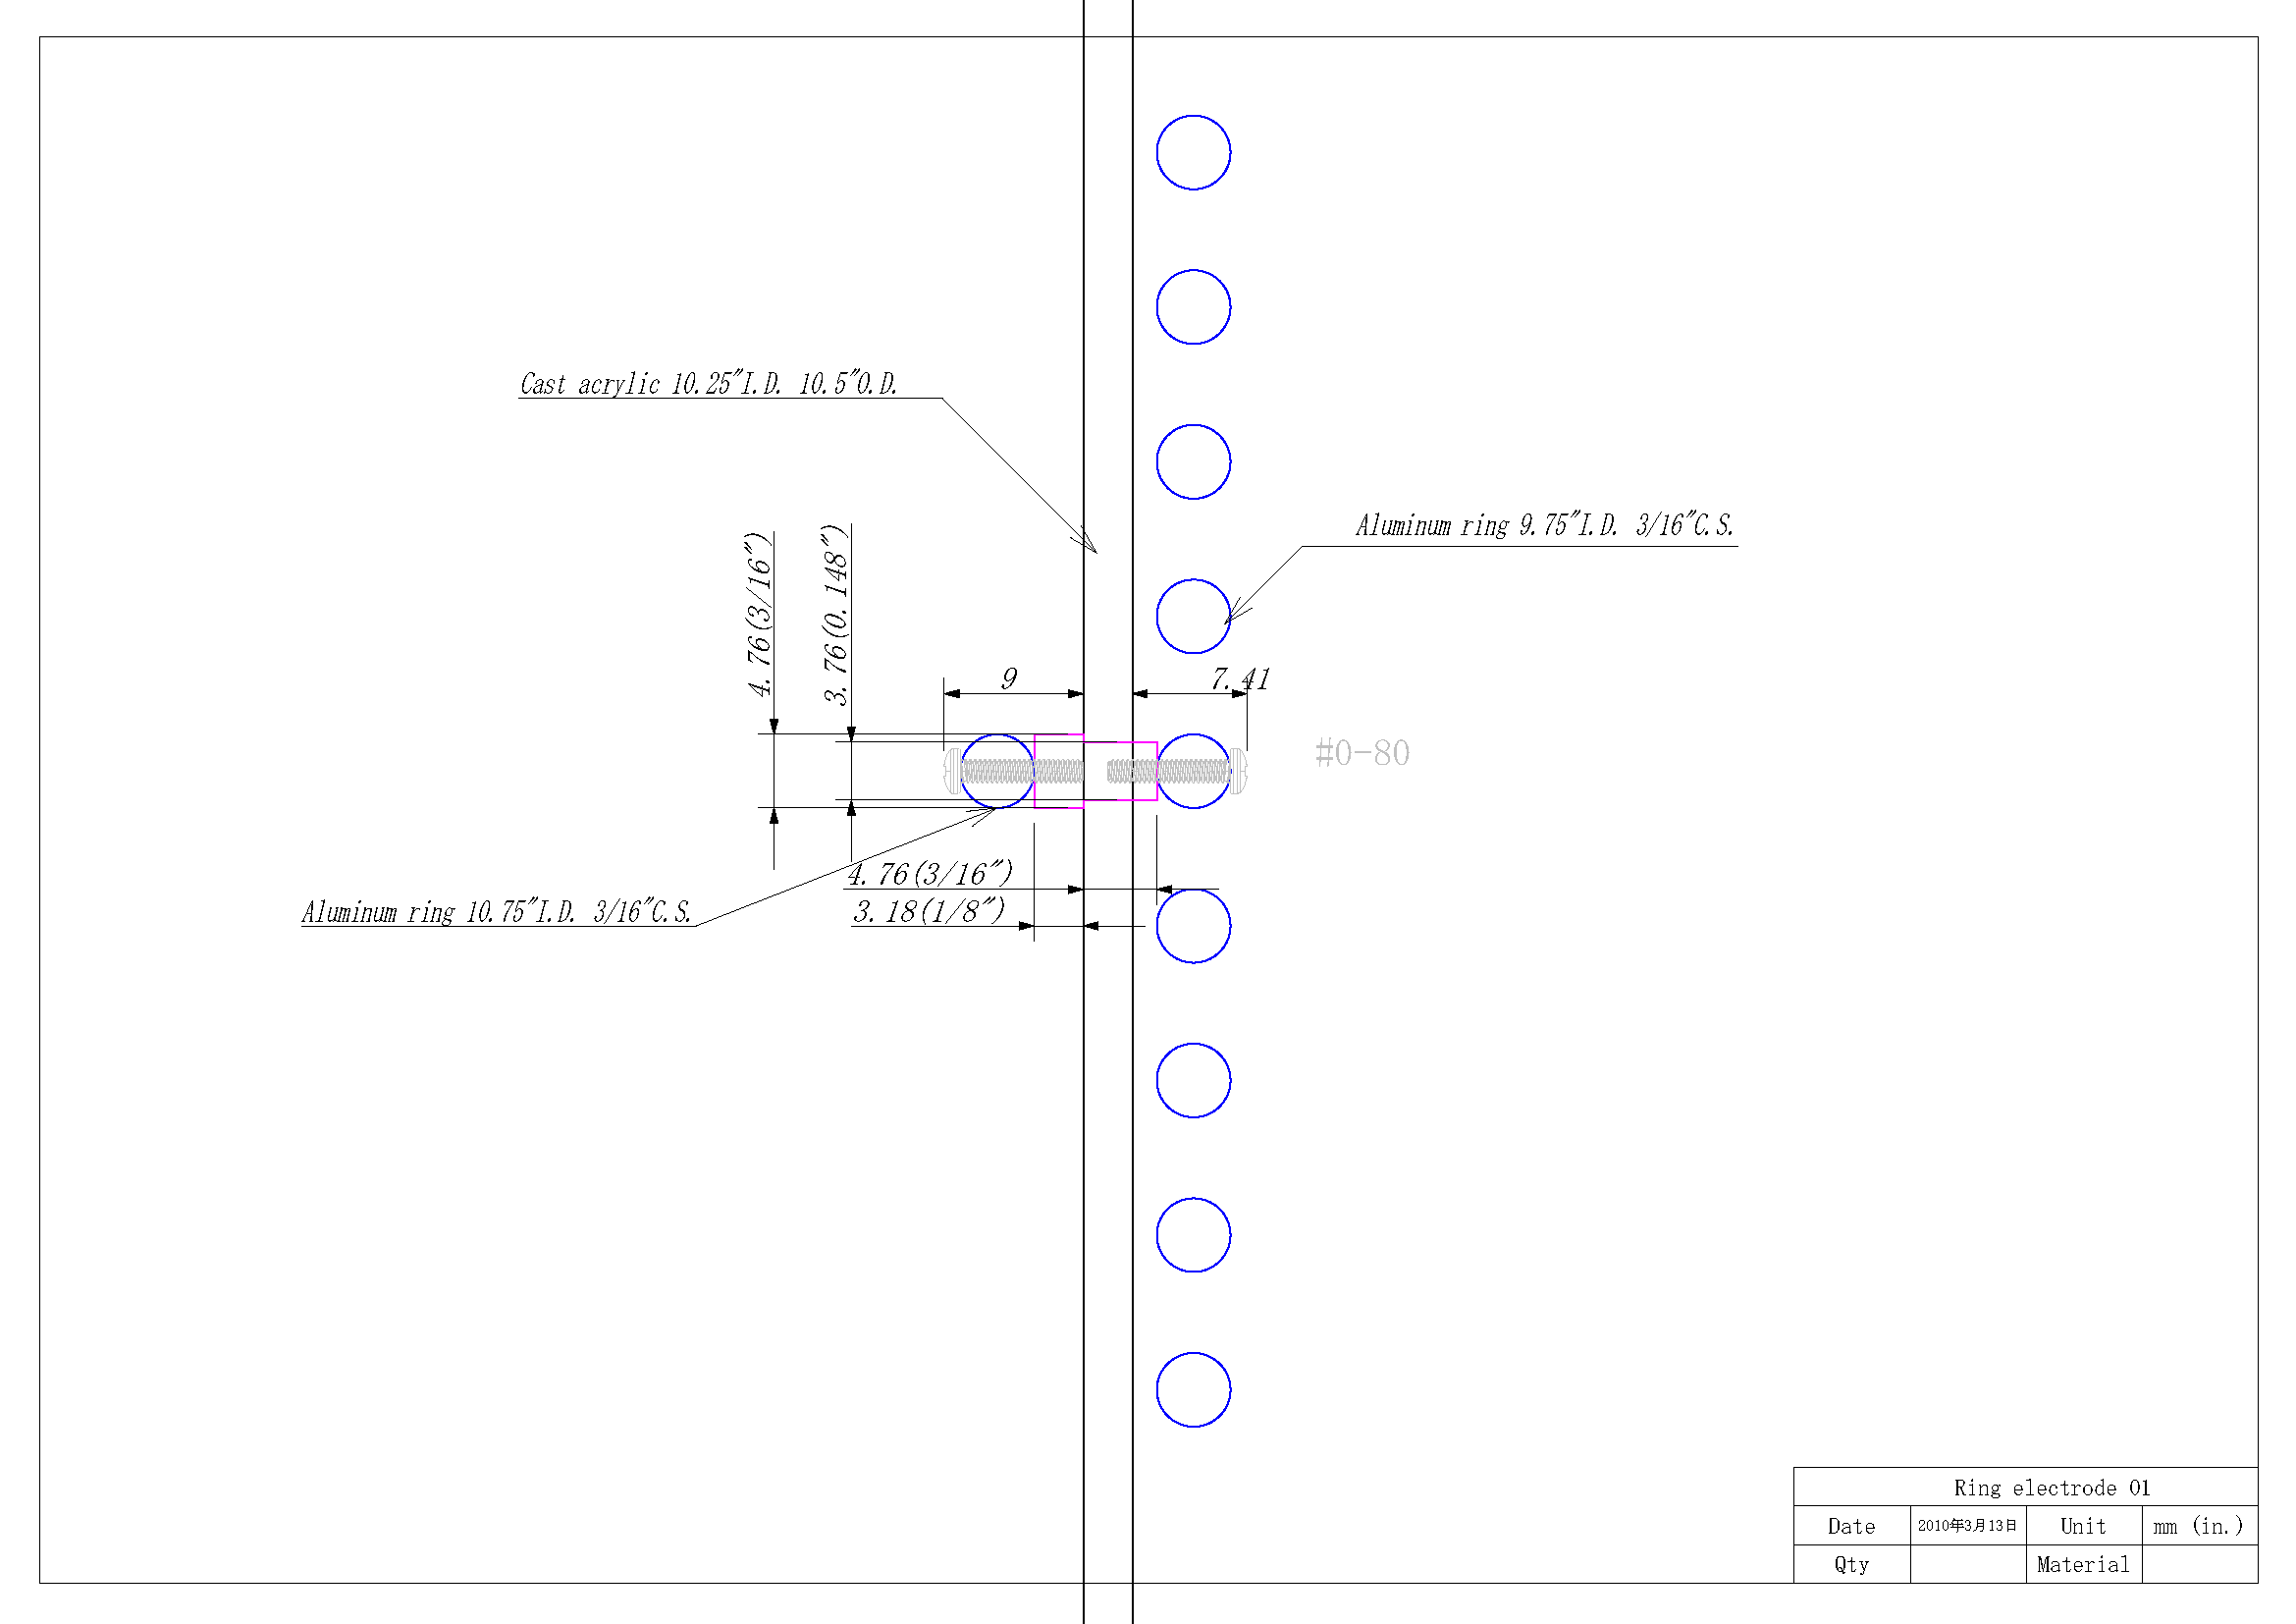 Cast acrylic 10.25"I.D. 10.5"O.D.
Aluminum ring 9.75"I.D. 3/16"C.S.
4.76(3/16")
3.76(0.148")
9
7.41
#0-80
4.76(3/16")
3.18(1/8")
Aluminum ring 10.75"I.D. 3/16"C.S.
Ring electrode 01
Date 2010年3月13日 Unit mm (in.)
Qty Material